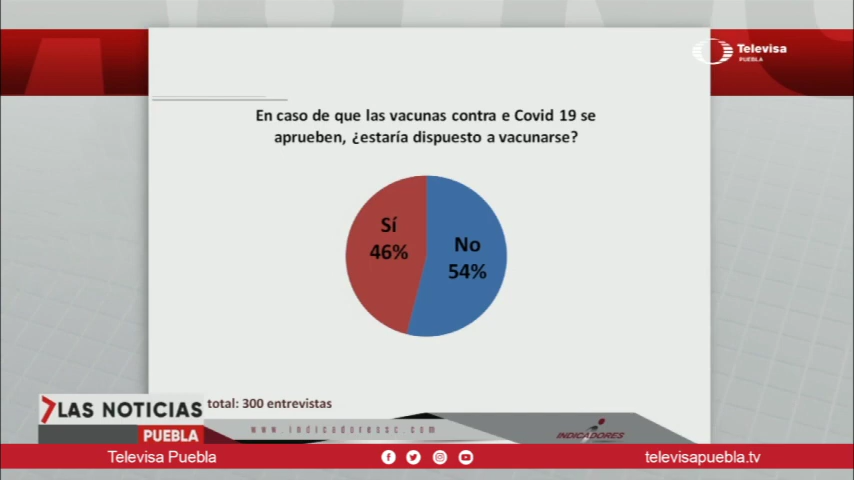 Televisa
PUEBLA
En caso de que las vacunas contra e Covid 19 se
aprueben, ¿estaría dispuesto a vacunarse?
Sí
46%
No
54%
total: 300 entrevistas
LAS NOTICIAS
PUEBLA
www.indicadoressc.com
INDICADORES
Televisa Puebla
televisapuebla.tv